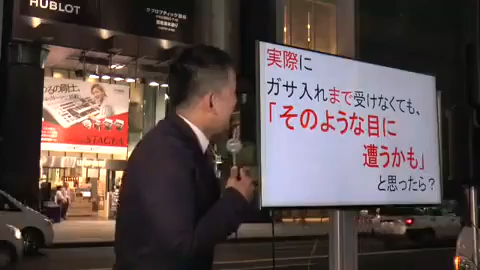 HUBLOT
実際に
ガサ入れまで受けなくても、
「そのような目に
遭うかも」
と思ったら?
STAGEA